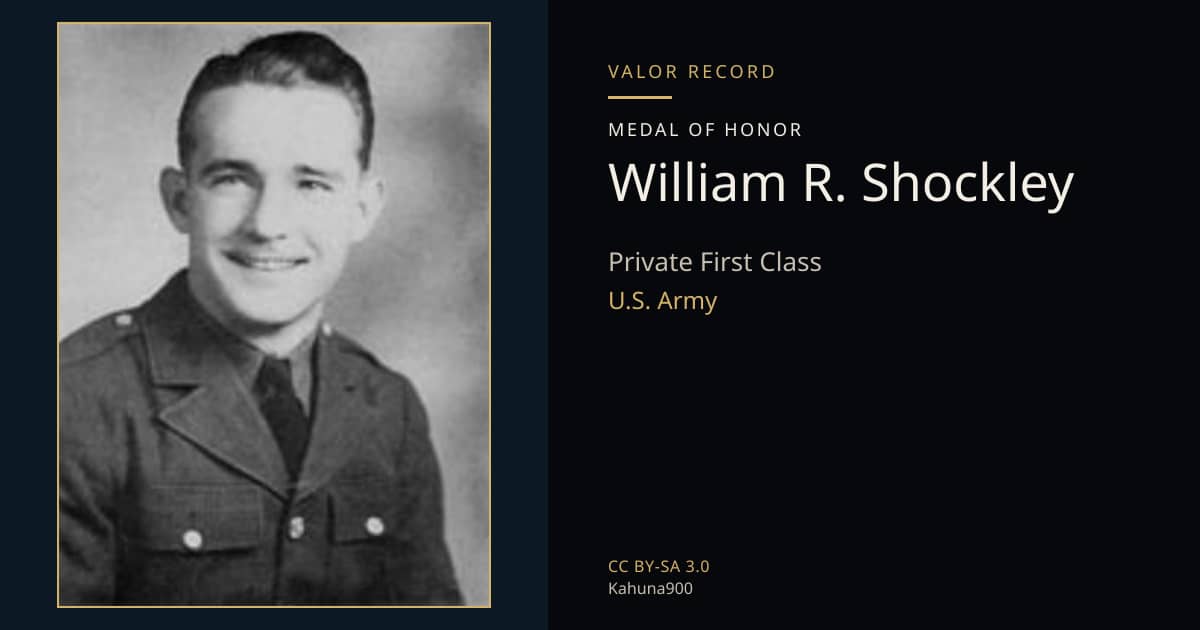 VALOR RECORD
MEDAL OF HONOR
William R. Shockley
Private First Class
U.S. Army
CC BY-SA 3.0
Kahuna900